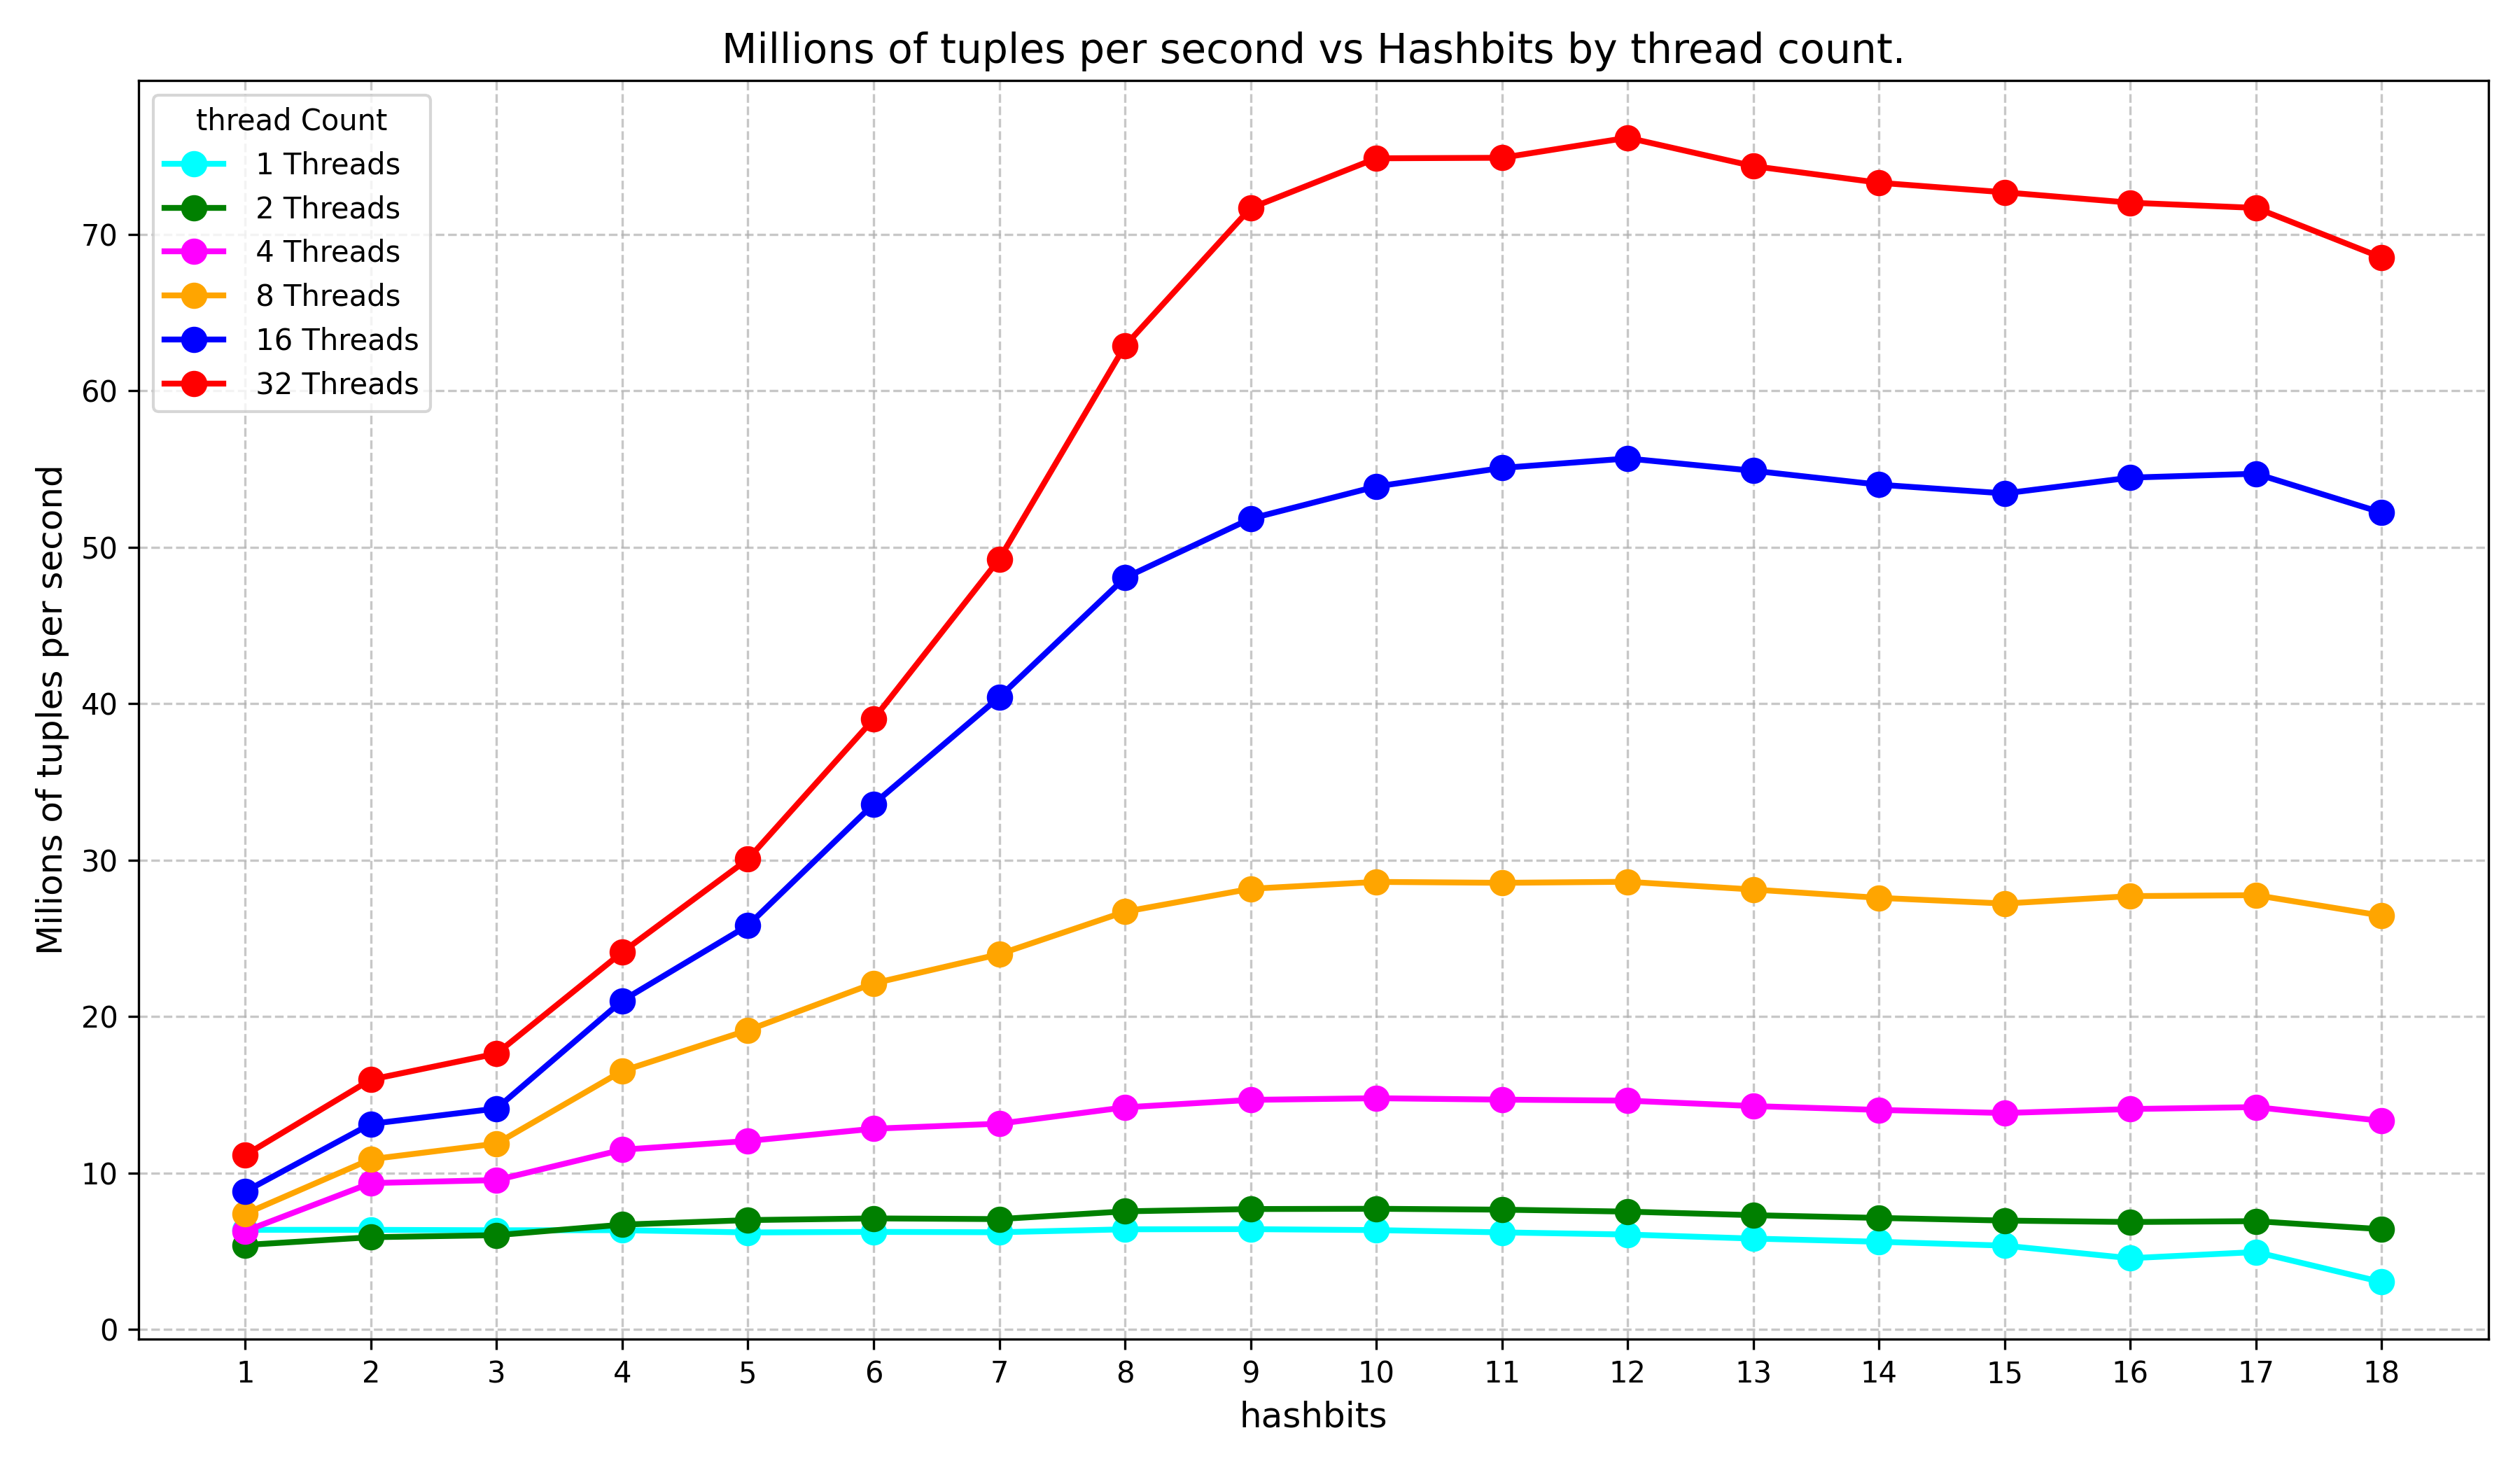 Millions of tuples per second vs Hashbits by thread count.
thread Count
1 Threads
2 Threads
4 Threads
8 Threads
16 Threads
32 Threads
Milions of tuples per second
70
60
50
40
30
20
10
0
1 2 3 4 5 6 7 8 9 10 11 12 13 14 15 16 17 18
hashbits